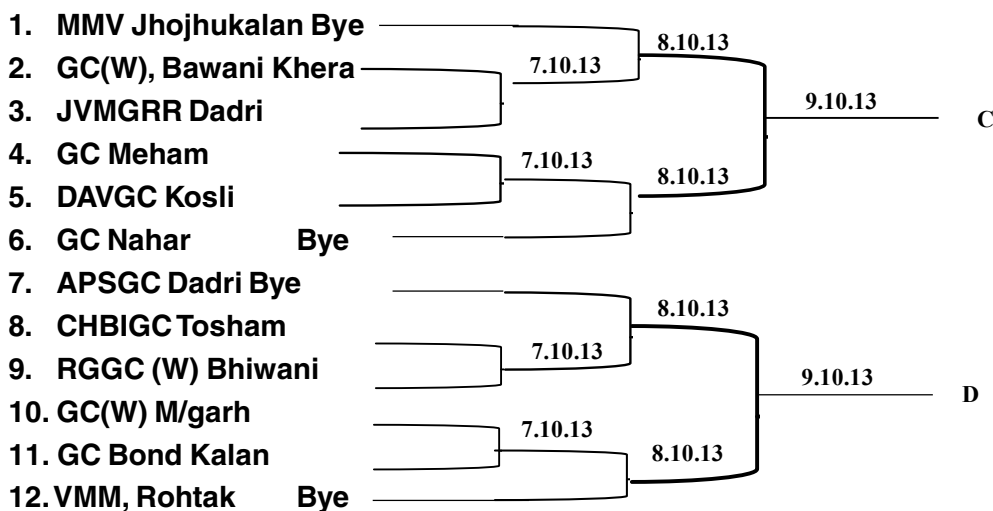 1. MMV Jhojhukalan Bye
8.10.13
2. GC(W), Bawani Khera
7.10.13
3. JVMGRR Dadri
9.10.13
C
4. GC Meham
7.10.13
5. DAVGC Kosli
8.10.13
6. GC Nahar Bye
7. APSGC Dadri Bye
8.10.13
8. CHBIGC Tosham
7.10.13
9. RGGC (W) Bhiwani
9.10.13
D
10. GC(W) M/garh
7.10.13
11. GC Bond Kalan
8.10.13
12. VMM, Rohtak Bye